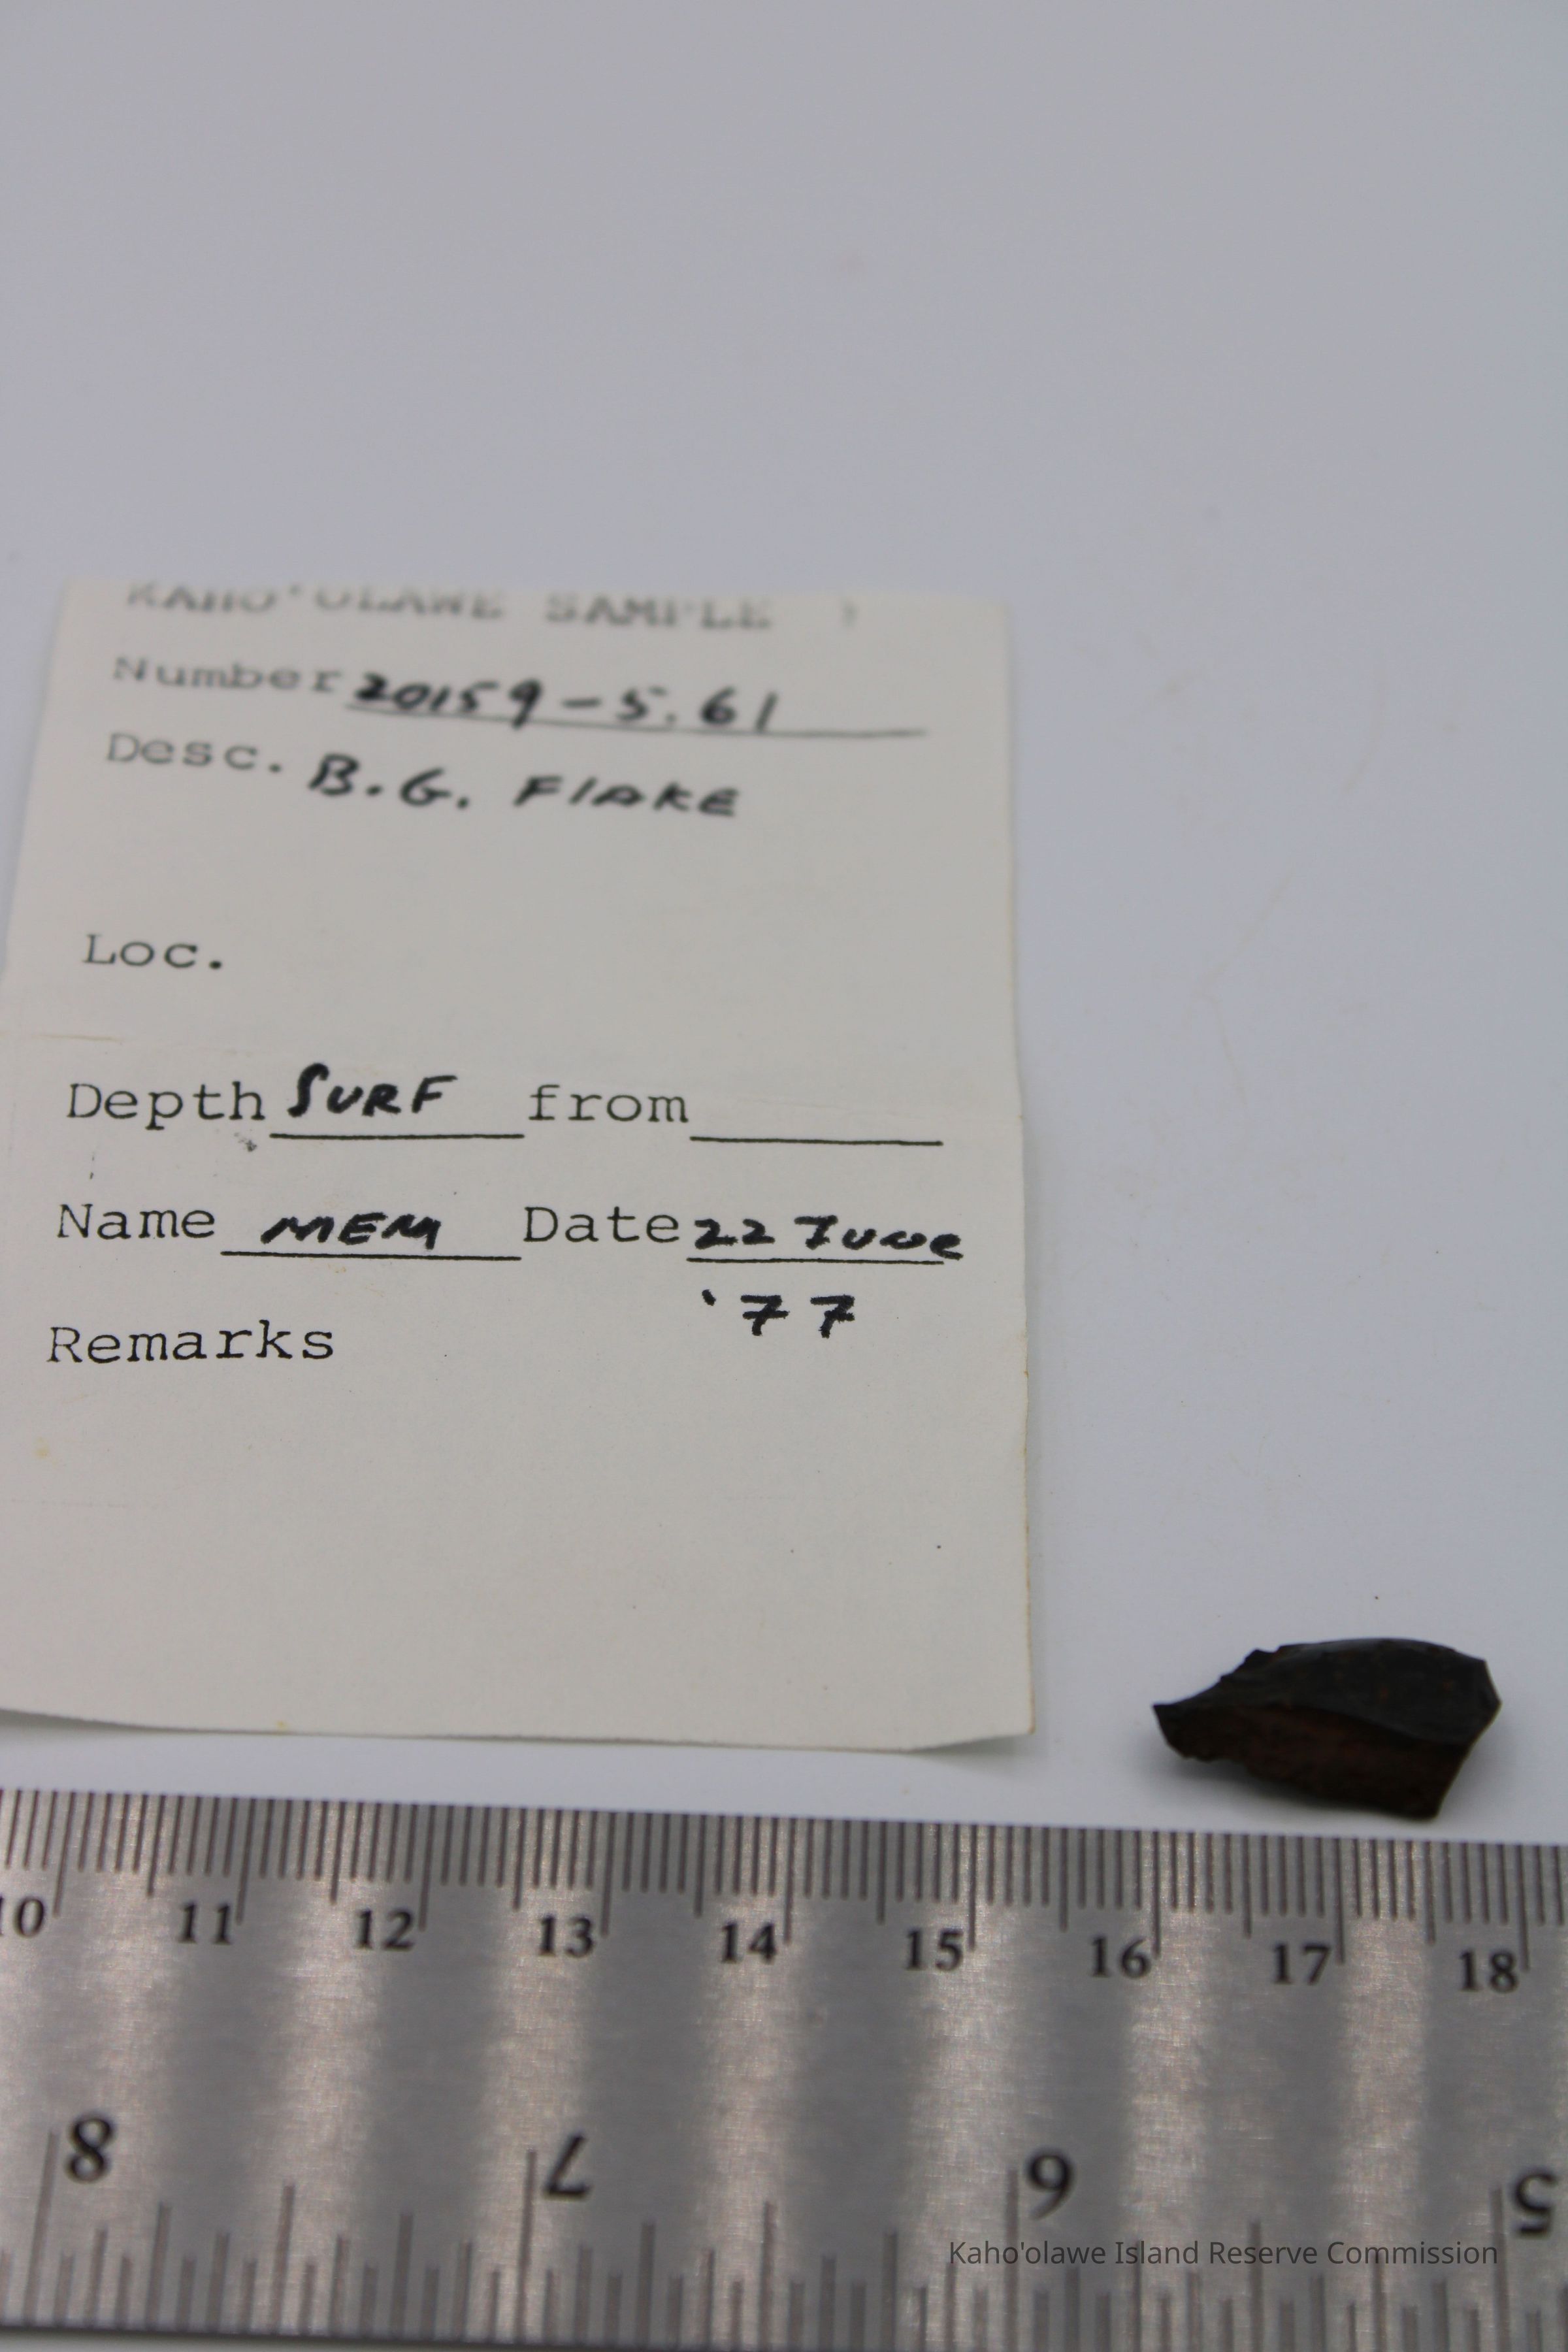 KAHO'OLAWE SAMPLE
Number 20159-5.61
Desc. B.G. FlAKE
Loc.
Depth SURF from
Name MEM Date 22 June
'77
Remarks
10 11 12 13 14 15 16 17 18
8 7 6 5
Kaho'olawe Island Reserve Commission